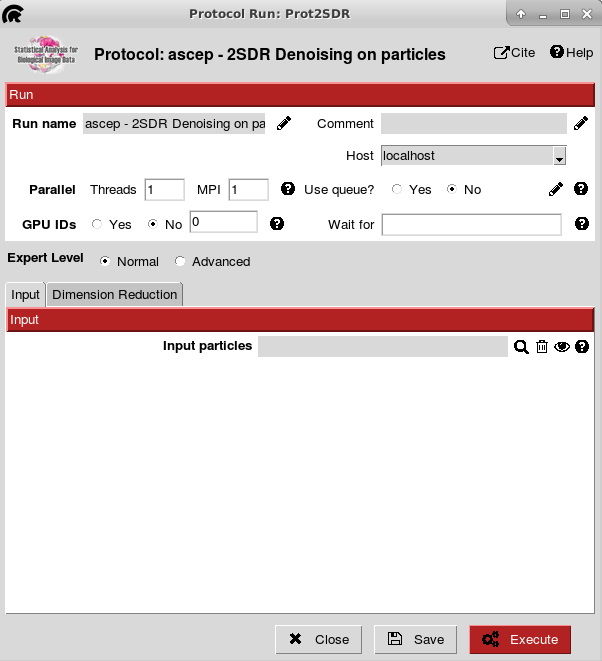 Protocol Run: Prot2SDR
Statistical Analysis for
Biological Image Data
Protocol: ascep - 2SDR Denoising on particles
Cite
Help
Run
Run name ascep - 2SDR Denoising on pa Comment
Host localhost
Parallel Threads 1 MPI 1 Use queue? Yes No
GPU IDs Yes No 0 Wait for
Expert Level Normal Advanced
Input Dimension Reduction
Input
Input particles
Close Save Execute